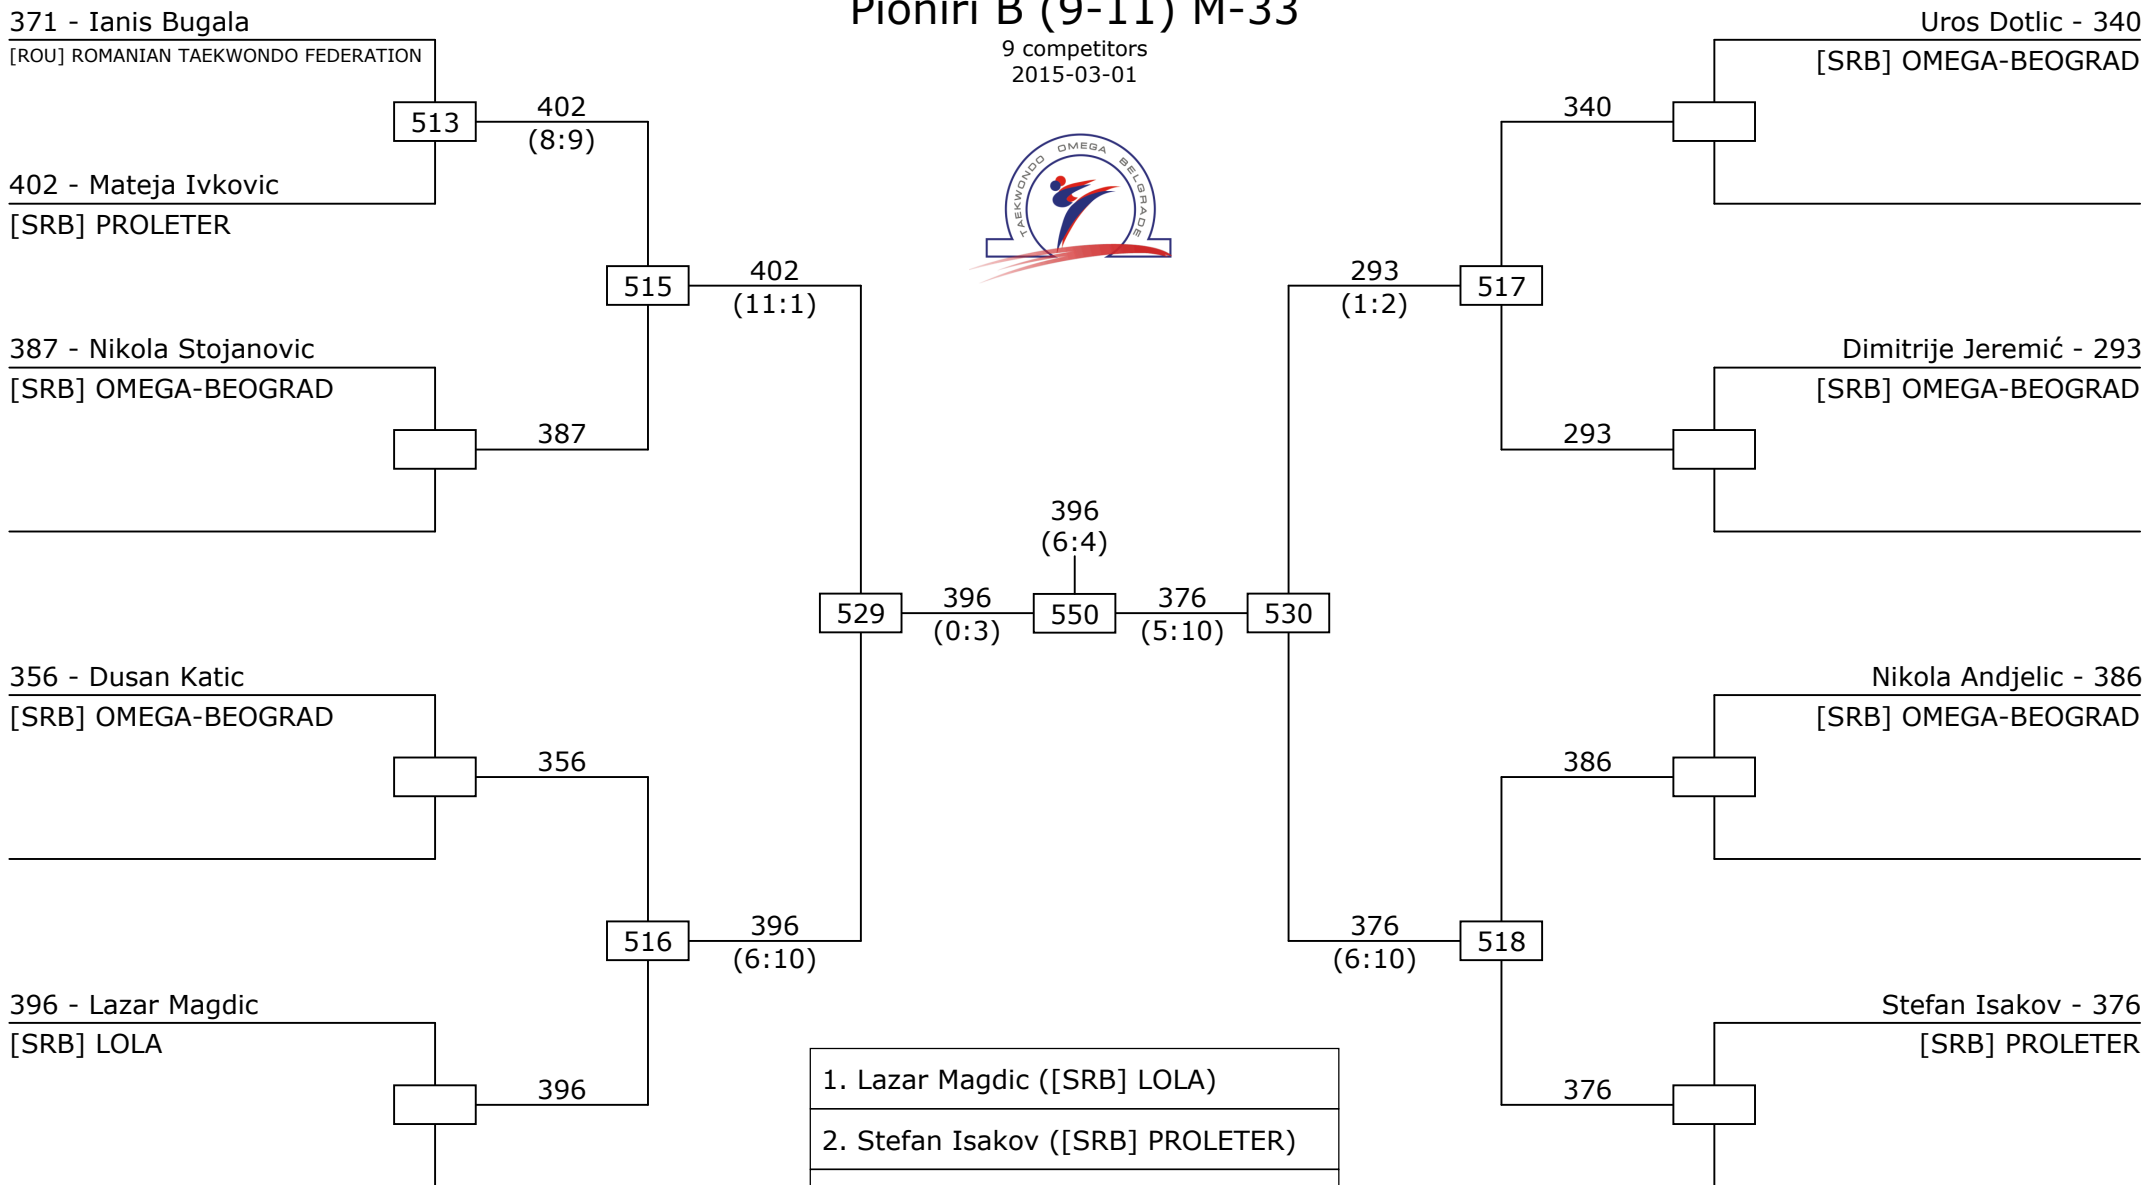 Pioniri B (9-11) M-33
9 competitors
2015-03-01
TAEKWONDO OMEGA BELGRADE
371 - Ianis Bugala
[ROU] ROMANIAN TAEKWONDO FEDERATION
513
402
(8:9)
402 - Mateja Ivkovic
[SRB] PROLETER
515
402
(11:1)
387 - Nikola Stojanovic
[SRB] OMEGA-BEOGRAD
387
356 - Dusan Katic
[SRB] OMEGA-BEOGRAD
356
516
396
(6:10)
396 - Lazar Magdic
[SRB] LOLA
396
529
396
(0:3)
396
(6:4)
550
376
(5:10)
530
Uros Dotlic - 340
[SRB] OMEGA-BEOGRAD
340
293
(1:2)
517
Dimitrije Jeremić - 293
[SRB] OMEGA-BEOGRAD
293
Nikola Andjelic - 386
[SRB] OMEGA-BEOGRAD
386
376
(6:10)
518
Stefan Isakov - 376
[SRB] PROLETER
376
1. Lazar Magdic ([SRB] LOLA)
2. Stefan Isakov ([SRB] PROLETER)